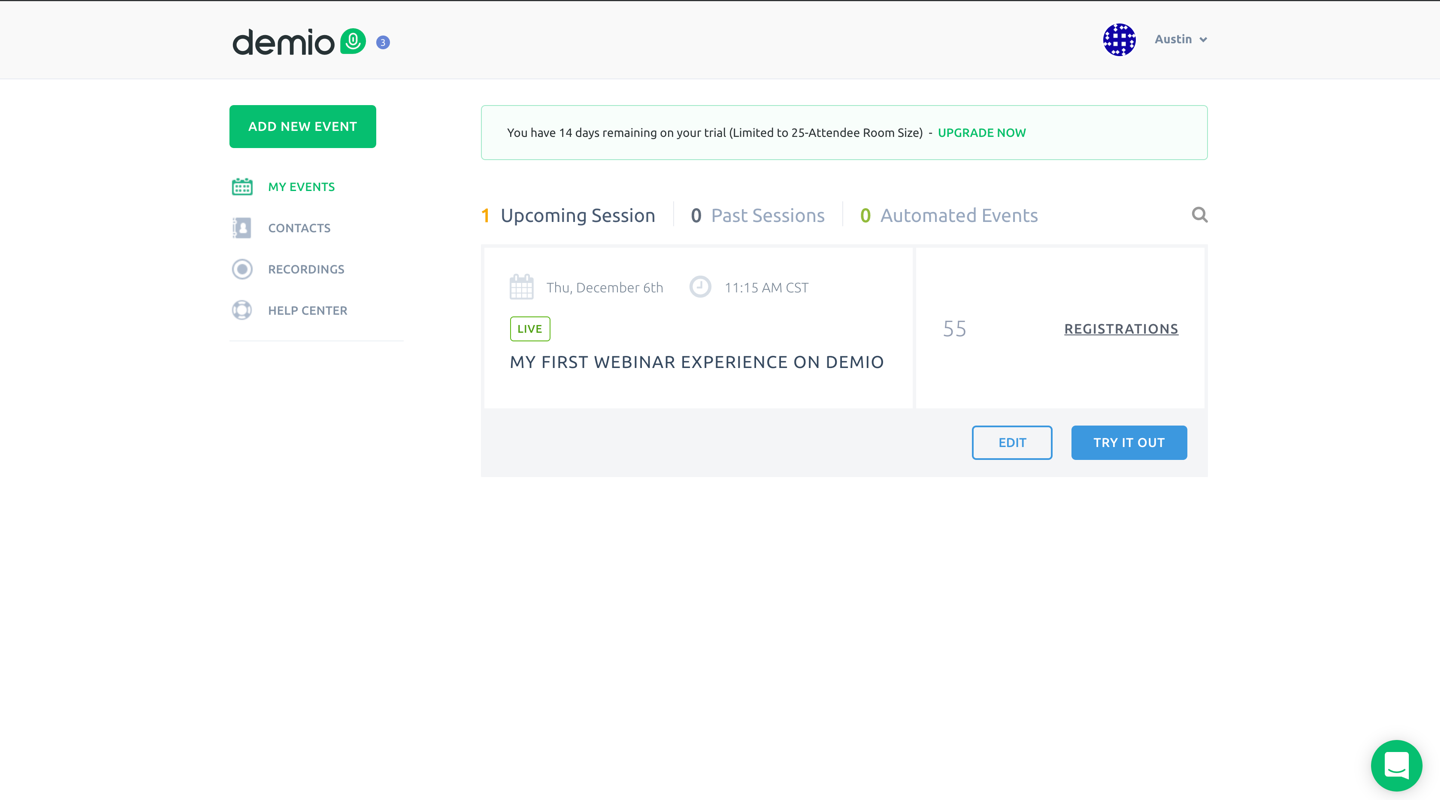 demio 3
Austin
ADD NEW EVENT
MY EVENTS
CONTACTS
RECORDINGS
HELP CENTER
You have 14 days remaining on your trial (Limited to 25-Attendee Room Size) - UPGRADE NOW
1 Upcoming Session 0 Past Sessions 0 Automated Events
Thu, December 6th 11:15 AM CST
LIVE
MY FIRST WEBINAR EXPERIENCE ON DEMIO
55 REGISTRATIONS
EDIT TRY IT OUT